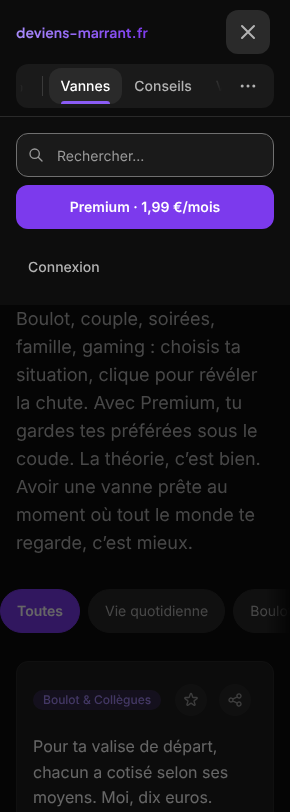 deviens-marrant.fr
Vannes Conseils
Rechercher...
Premium · 1,99 €/mois
Connexion
Boulot, couple, soirées,
famille, gaming : choisis ta
situation, clique pour révéler
la chute. Avec Premium, tu
gardes tes préférées sous le
coude. La théorie, c'est bien.
Avoir une vanne prête au
moment où tout le monde te
regarde, c'est mieux.
Toutes Vie quotidienne
Boulot & Collègues
Pour ta valise de départ,
chacun a cotisé selon ses
moyens. Moi, dix euros.